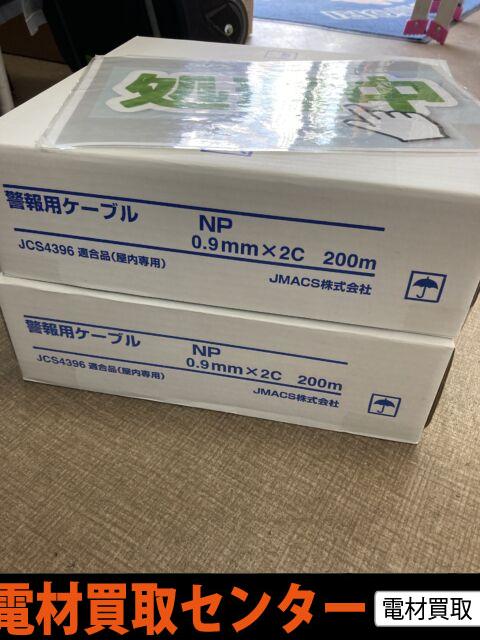 処 中
警報用ケーブル NP
0.9mm×2C 200m
JCS4396 適合品(屋内専用)
JMACS株式会社
警報用ケーブル NP
0.9mm×2C 200m
JCS4396 適合品(屋内専用)
JMACS株式会社
電材買取センター 電材買取